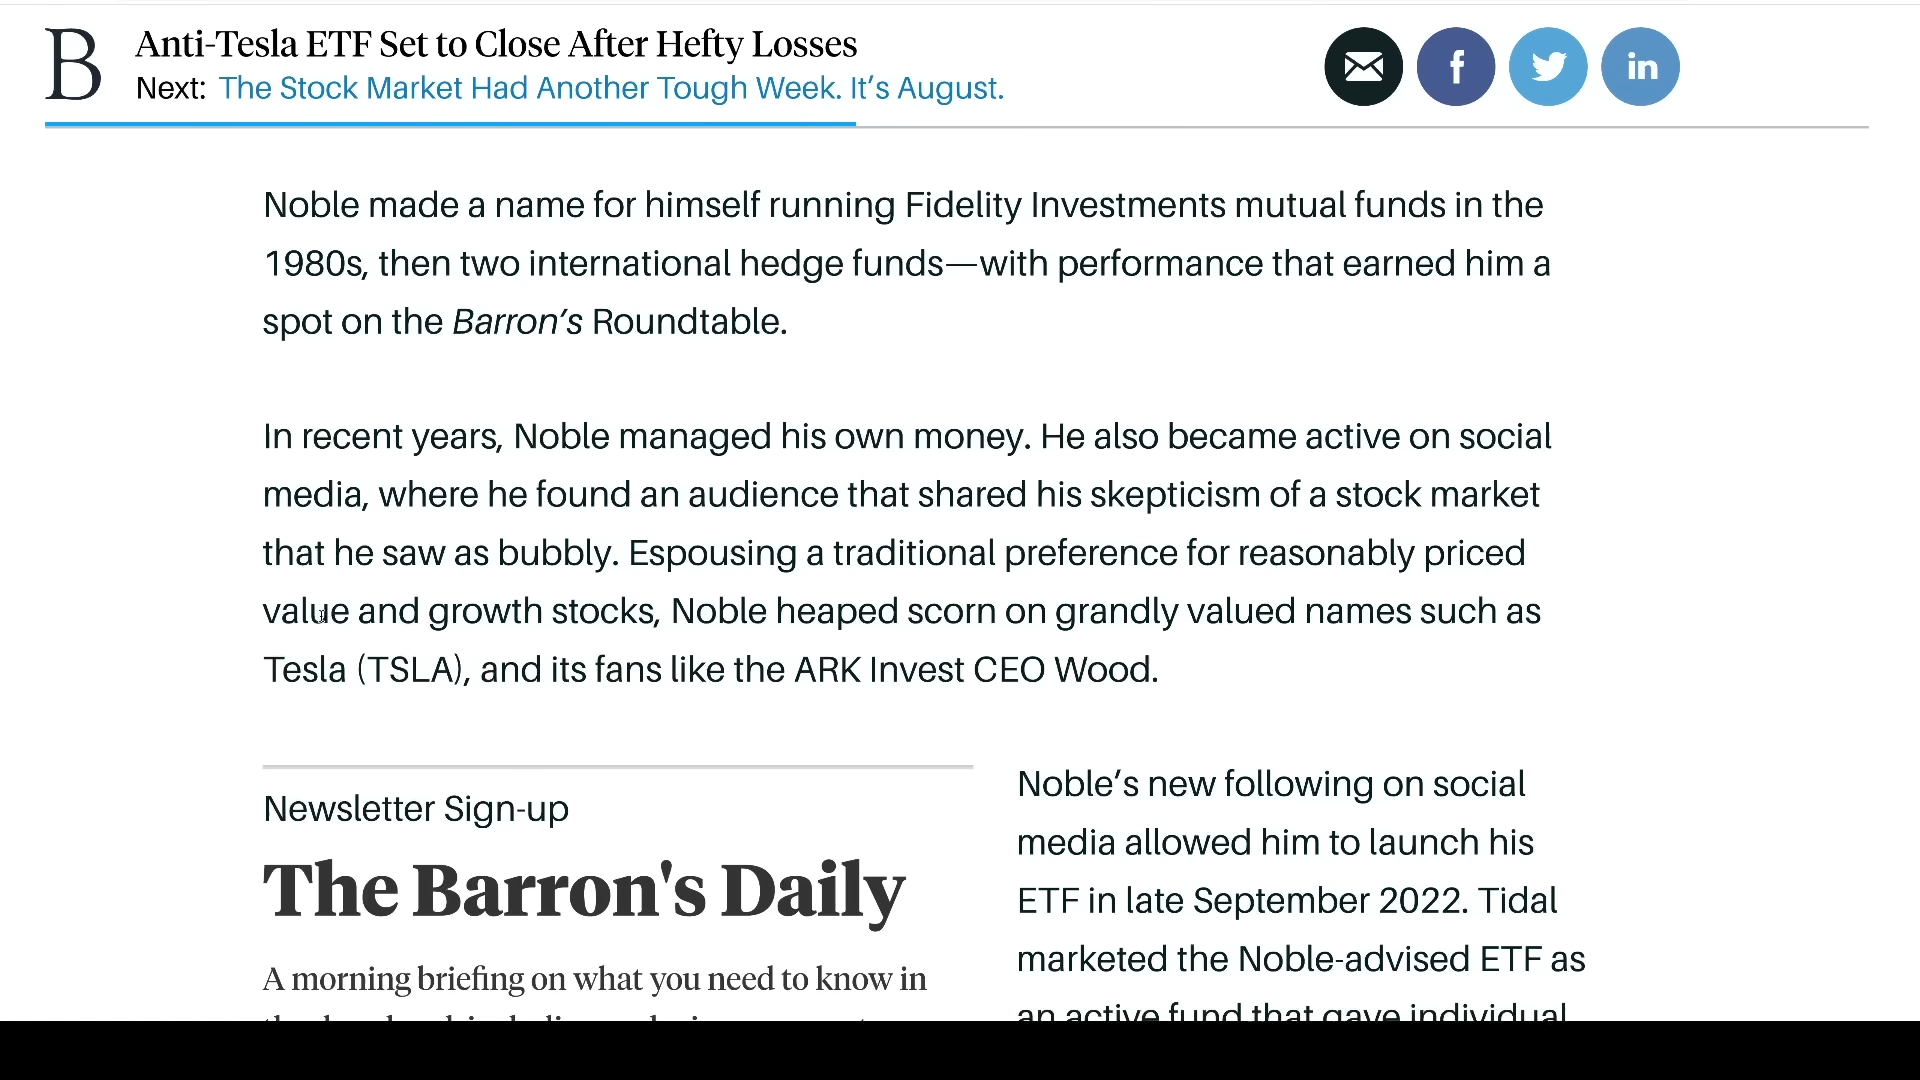 B
Anti-Tesla ETF Set to Close After Hefty Losses
Next: The Stock Market Had Another Tough Week. It’s August.
f
in
Noble made a name for himself running Fidelity Investments mutual funds in the
1980s, then two international hedge funds—with performance that earned him a
spot on the Barron’s Roundtable.
In recent years, Noble managed his own money. He also became active on social
media, where he found an audience that shared his skepticism of a stock market
that he saw as bubbly. Espousing a traditional preference for reasonably priced
value and growth stocks, Noble heaped scorn on grandly valued names such as
Tesla (TSLA), and its fans like the ARK Invest CEO Wood.
Newsletter Sign-up
The Barron's Daily
A morning briefing on what you need to know in
Noble’s new following on social
media allowed him to launch his
ETF in late September 2022. Tidal
marketed the Noble-advised ETF as
an active fund that gave individual